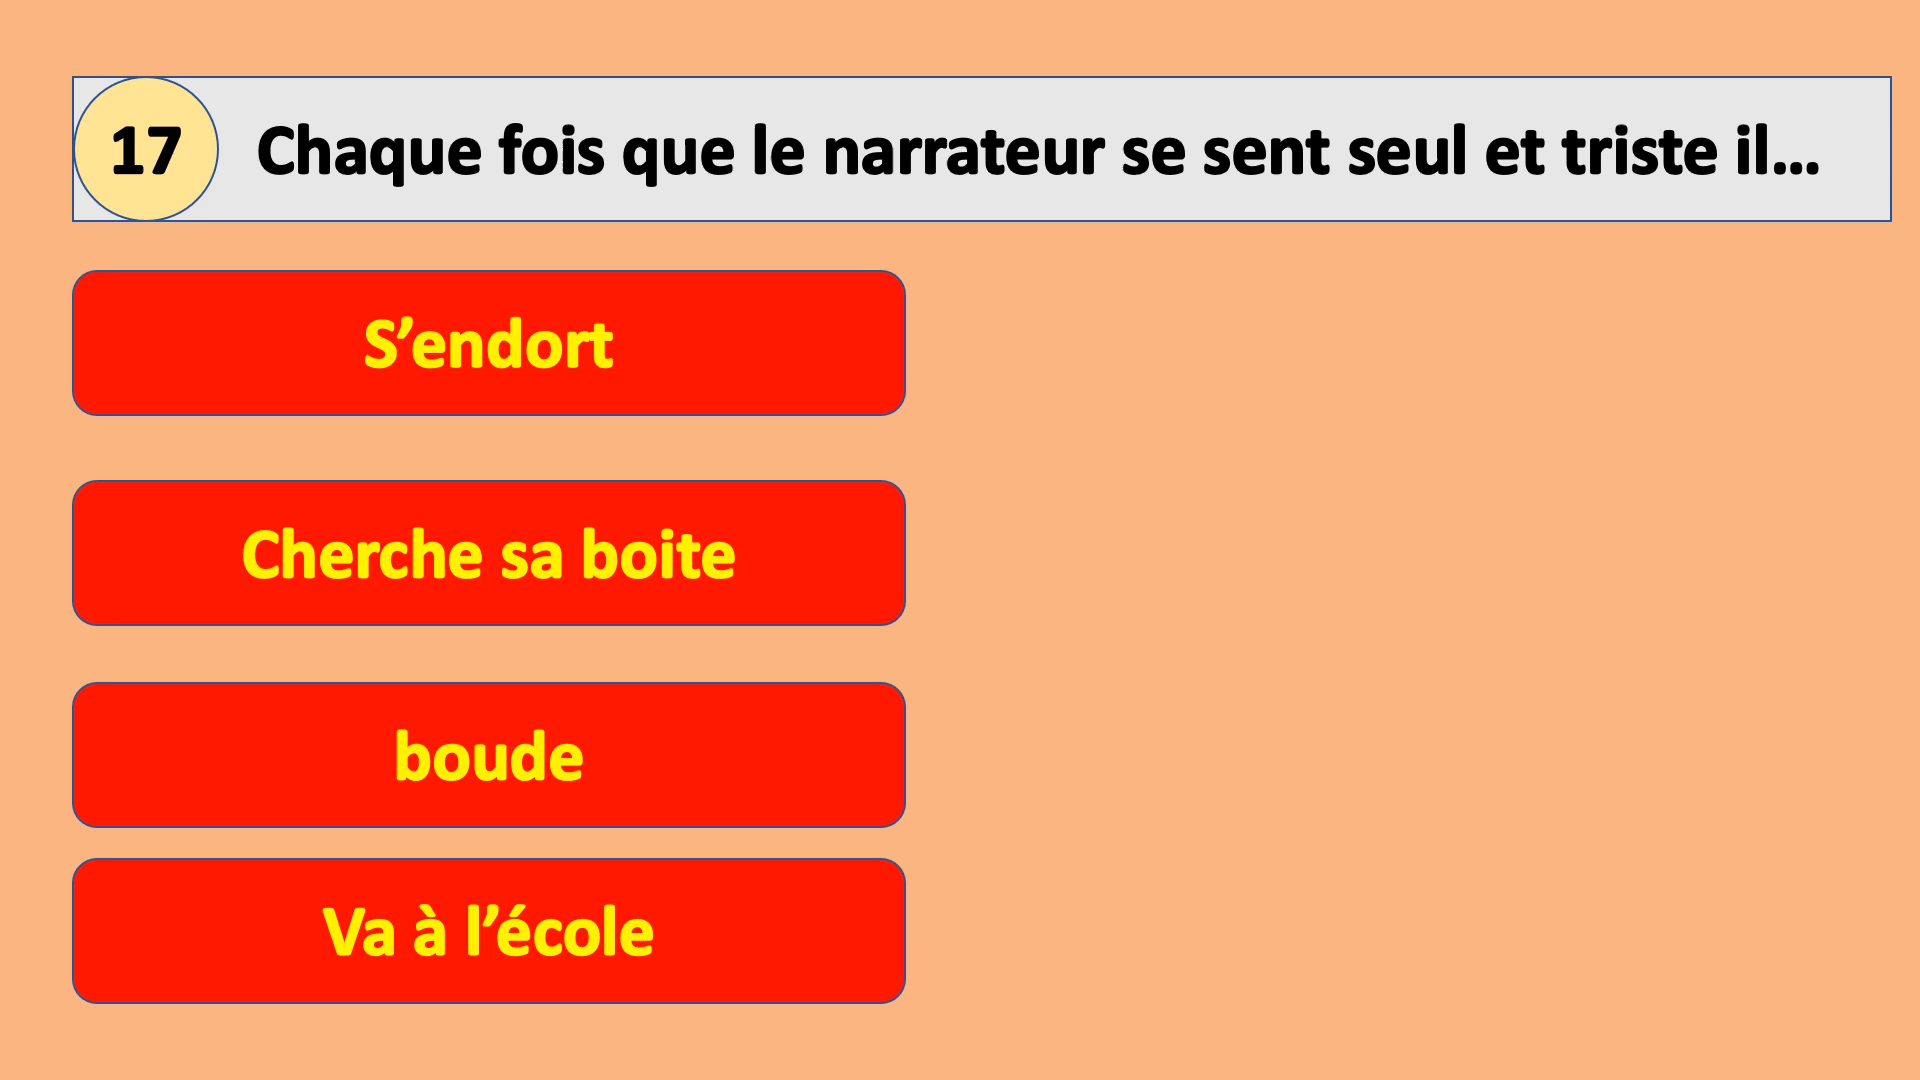 17 Chaque fois que le narrateur se sent seul et triste il…
S’endort
Cherche sa boite
boude
Va à l’école